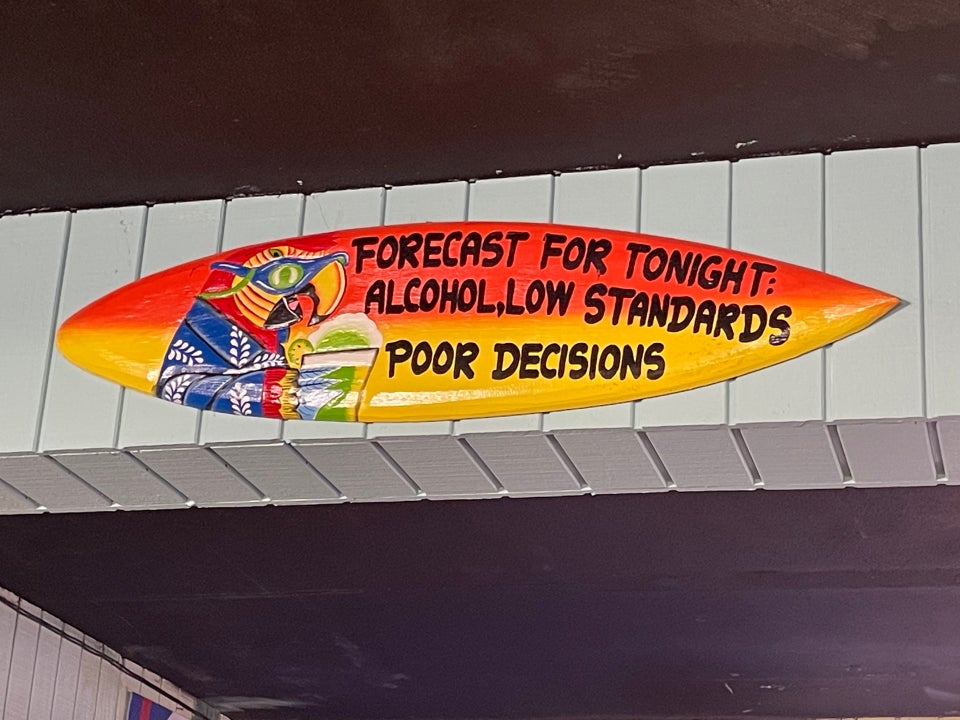 FORECAST FOR TONIGHT:
ALCOHOL,LOW STANDARDS
POOR DECISIONS